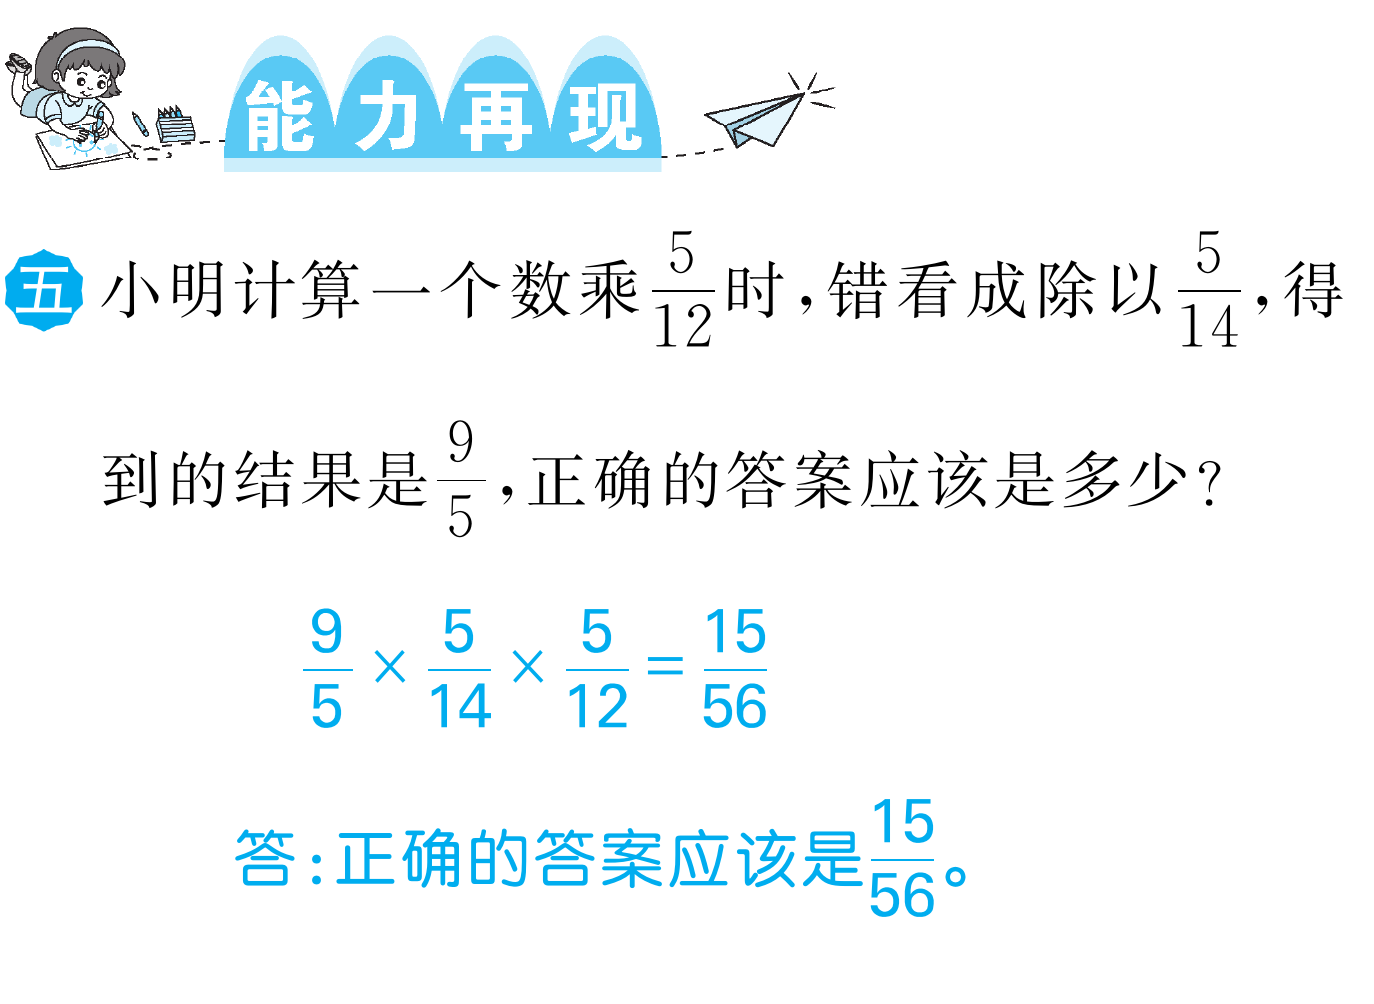 能力再现
五 小明计算一个数乘5/12时,错看成除以5/14,得
到的结果是9/5,正确的答案应该是多少?
9/5 × 5/14 × 5/12 = 15/56
答:正确的答案应该是15/56。